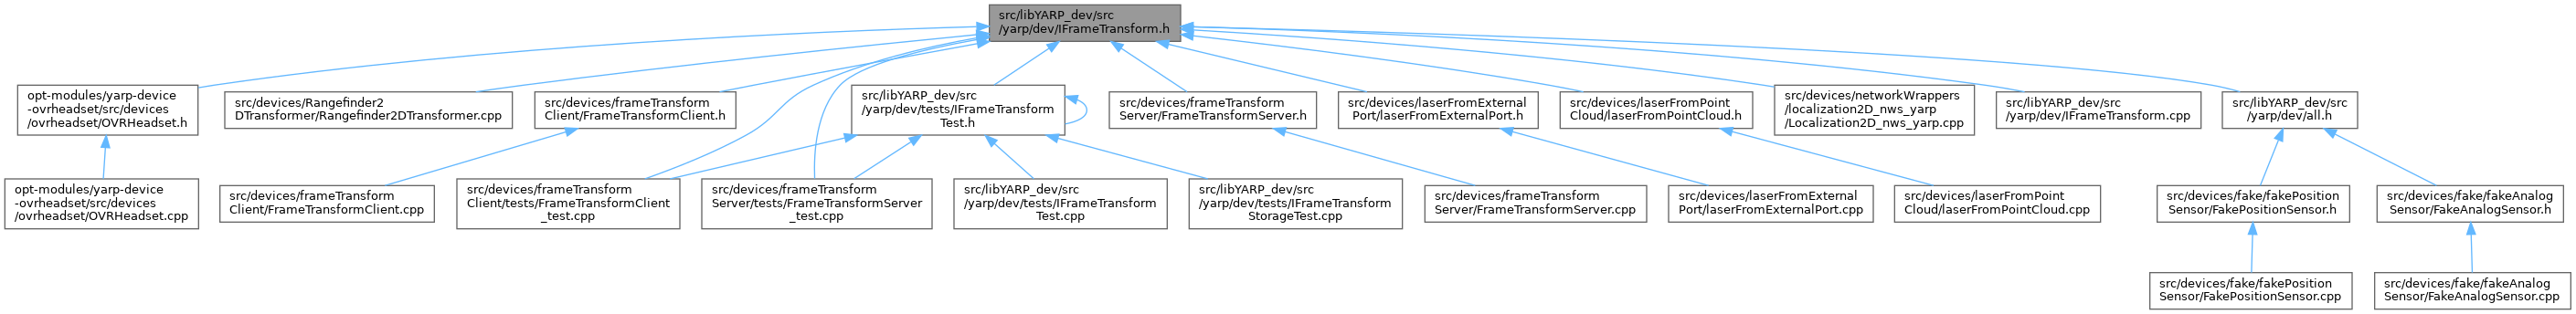 src/libYARP_dev/src
/yarp/dev/IFrameTransform.h
opt-modules/yarp-device
-ovrheadset/src/devices
/ovrheadset/OVRHeadset.h
src/devices/Rangefinder2
DTransformer/Rangefinder2DTransformer.cpp
src/devices/frameTransform
Client/FrameTransformClient.h
src/libYARP_dev/src
/yarp/dev/tests/IFrameTransform
Test.h
src/devices/frameTransform
Server/FrameTransformServer.h
src/devices/laserFromExternal
Port/laserFromExternalPort.h
src/devices/laserFromPoint
Cloud/laserFromPointCloud.h
src/devices/networkWrappers
/localization2D_nws_yarp
/Localization2D_nws_yarp.cpp
src/libYARP_dev/src
/yarp/dev/IFrameTransform.cpp
src/libYARP_dev/src
/yarp/dev/all.h
opt-modules/yarp-device
-ovrheadset/src/devices
/ovrheadset/OVRHeadset.cpp
src/devices/frameTransform
Client/FrameTransformClient.cpp
src/devices/frameTransform
Client/tests/FrameTransformClient
_test.cpp
src/devices/frameTransform
Server/tests/FrameTransformServer
_test.cpp
src/libYARP_dev/src
/yarp/dev/tests/IFrameTransform
Test.cpp
src/libYARP_dev/src
/yarp/dev/tests/IFrameTransform
StorageTest.cpp
src/devices/frameTransform
Server/FrameTransformServer.cpp
src/devices/laserFromExternal
Port/laserFromExternalPort.cpp
src/devices/laserFromPoint
Cloud/laserFromPointCloud.cpp
src/devices/fake/fakePosition
Sensor/FakePositionSensor.h
src/devices/fake/fakeAnalog
Sensor/FakeAnalogSensor.h
src/devices/fake/fakePosition
Sensor/FakePositionSensor.cpp
src/devices/fake/fakeAnalog
Sensor/FakeAnalogSensor.cpp